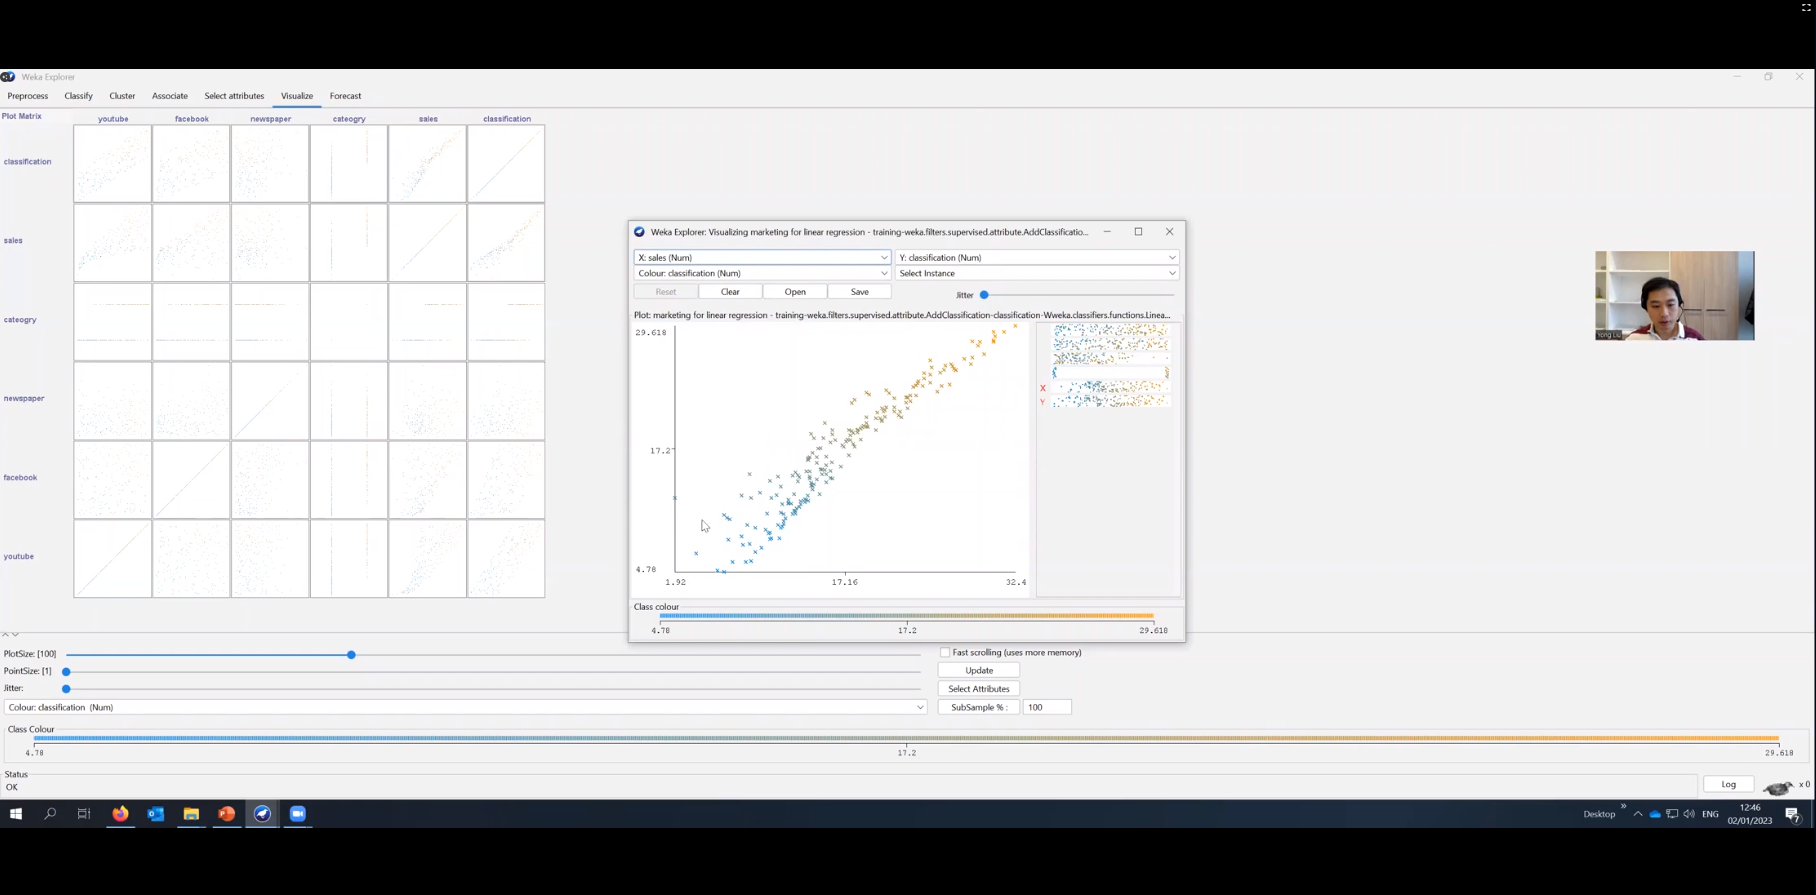 Weka Explorer
Preprocess Classify Cluster Associate Select attributes Visualize Forecast
Plot Matrix
youtube facebook newspaper cateogry sales classification
classification
sales
cateogry
newspaper
facebook
youtube
Weka Explorer: Visualizing marketing for linear regression - training-weka.filters.supervised.attribute.AddClassificatio...
X: sales (Num) Y: classification (Num)
Colour: classification (Num) Select Instance
Reset Clear Open Save Jitter
Plot: marketing for linear regression - training-weka.filters.supervised.attribute.AddClassification-classification-Wweka.classifiers.functions.Linea...
29.618
17.2
4.78
1.92 17.16 32.4
X
Y
Class colour
4.78 17.2 29.618
Yong Liu
PlotSize: [100]
PointSize: [1]
Jitter:
Fast scrolling (uses more memory)
Update
Select Attributes
Colour: classification (Num) SubSample % : 100
Class Colour
4.78 17.2 29.618
Status
OK
Log x 0
Desktop » ENG 12:46
02/01/2023 7